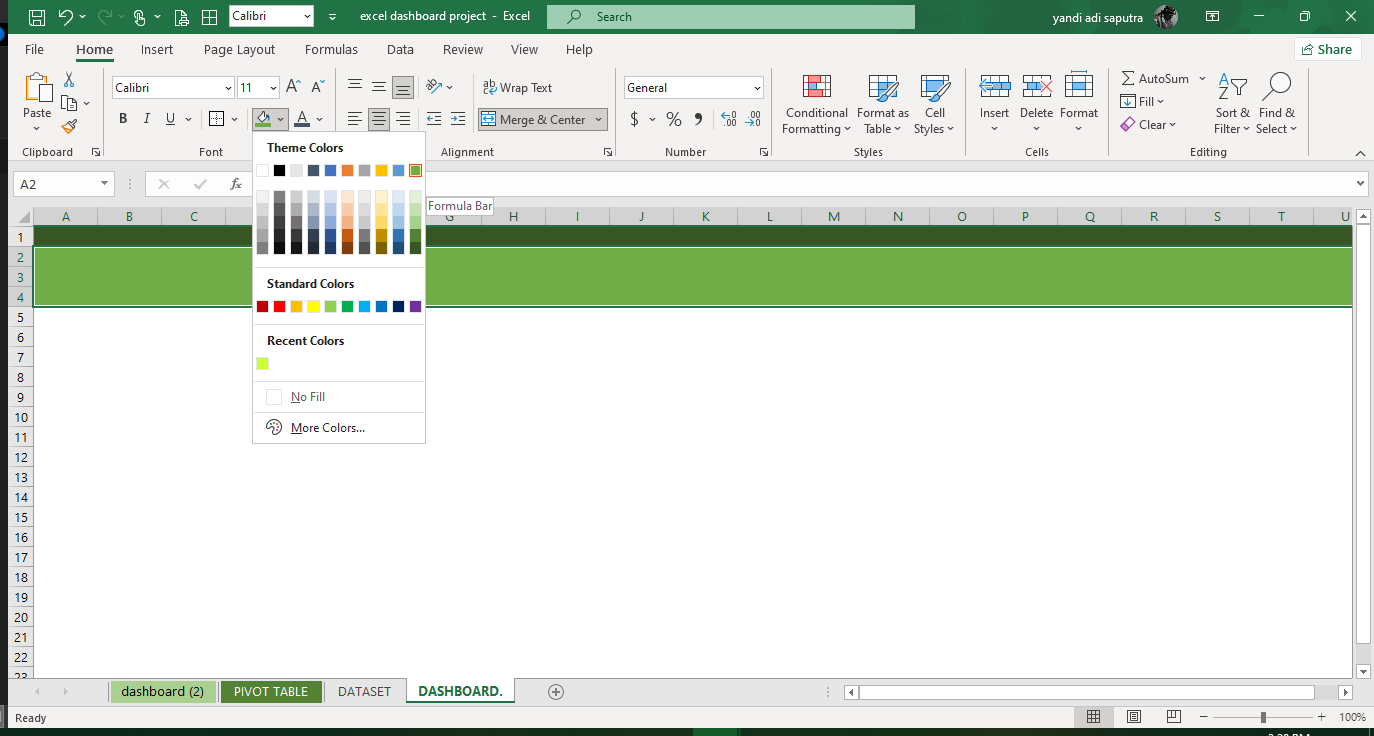 Calibri
excel dashboard project - Excel
Search
yandi adi saputra
File Home Insert Page Layout Formulas Data Review View Help
Share
Paste
Clipboard
Calibri 11
B I U
Font
Wrap Text
Merge & Center
Alignment
General
$ % 9
Number
Conditional Formatting
Format as Table
Cell Styles
Styles
Insert Delete Format
Cells
AutoSum
Fill
Clear
Sort & Filter
Find & Select
Editing
A2
fx
Theme Colors
Formula Bar
Standard Colors
Recent Colors
No Fill
More Colors...
A B C G H I J K L M N O P Q R S T U
1
2
3
4
5
6
7
8
9
10
11
12
13
14
15
16
17
18
19
20
21
22
23
dashboard (2) PIVOT TABLE DATASET DASHBOARD.
Ready
100%